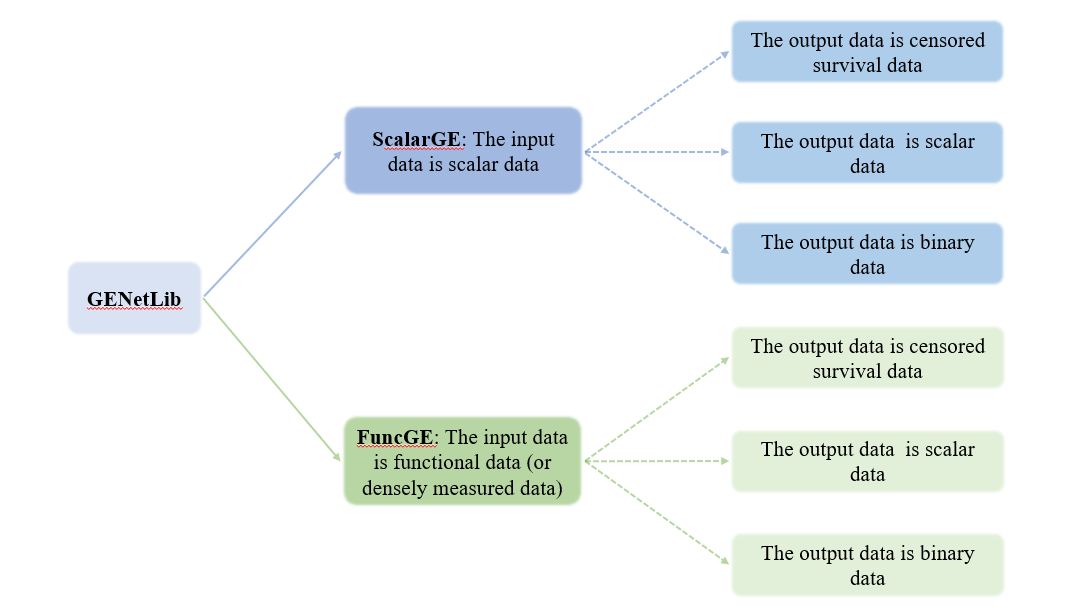 GENetLib
ScalarGE: The input
data is scalar data
The output data is censored
survival data
The output data  is scalar
data
The output data is binary
data
FuncGE: The input data
is functional data (or
densely measured data)
The output data is censored
survival data
The output data  is scalar
data
The output data is binary
data